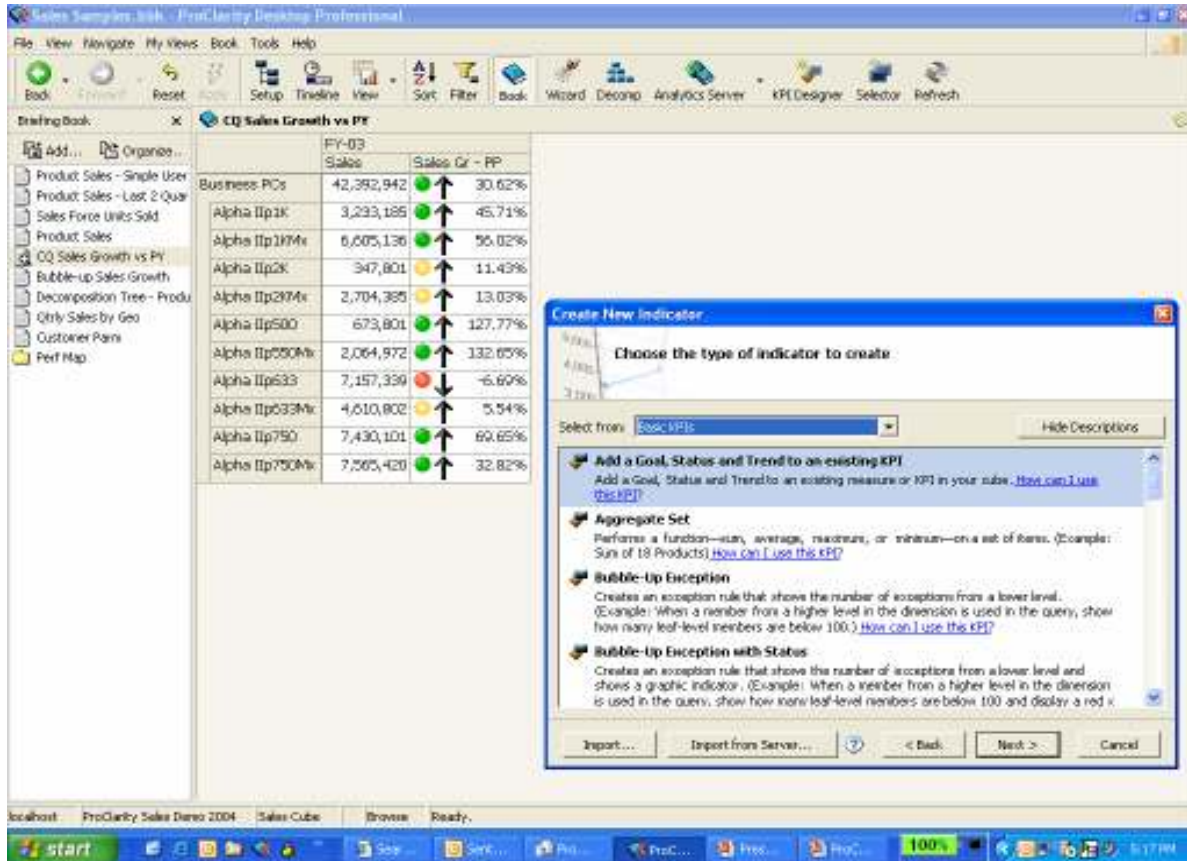 Sales Samples.bbk - ProClarity Desktop Professional
File View Navigate My Views Book Tools Help
Back Forward Reset Apply Setup Timeline View Sort Filter Book Wizard Decomp Analytics Server KPI Designer Selector Refresh
Briefing Book
CQ Sales Growth vs PY
Add... Organize...
Product Sales - Single User
Product Sales - Last 2 Quar
Sales Force Units Sold
Product Sales
CQ Sales Growth vs PY
Bubble-up Sales Growth
Decomposition Tree - Produ
Qtrly Sales by Geo
Customer Parm
Perf Map
FY-03
Sales Sales Gr - PP
Business PCs 42,392,942 30.62%
Alpha IIp1K 3,233,185 45.71%
Alpha IIp1KMx 6,605,136 56.02%
Alpha IIp2K 347,801 11.43%
Alpha IIp2KMx 2,704,385 13.03%
Alpha IIp500 673,801 127.77%
Alpha IIp550Mx 2,064,972 132.65%
Alpha IIp633 7,157,339 -6.69%
Alpha IIp633Mx 4,610,802 5.54%
Alpha IIp750 7,430,101 69.65%
Alpha IIp750Mx 7,565,420 32.82%
Create New Indicator
Choose the type of indicator to create
Select from: Basic KPIs
Hide Descriptions
Add a Goal, Status and Trend to an existing KPI
Add a Goal, Status and Trend to an existing measure or KPI in your cube. How can I use
this KPI?
Aggregate Set
Performs a function—sum, average, maximum, or minimum—on a set of items. (Example:
Sum of 18 Products) How can I use this KPI?
Bubble-Up Exception
Creates an exception rule that shows the number of exceptions from a lower level.
(Example: When a member from a higher level in the dimension is used in the query, show
how many leaf-level members are below 100.) How can I use this KPI?
Bubble-Up Exception with Status
Creates an exception rule that shows the number of exceptions from a lower level and
shows a graphic indicator. (Example: When a member from a higher level in the dimension
is used in the query, show how many leaf-level members are below 100 and display a red x
Import... Import from Server... ? < Back Next > Cancel
localhost ProClarity Sales Demo 2004 Sales Cube Browse Ready.
start Sent... Pro... ProC... Pres... ProC... 100% 5:17 PM